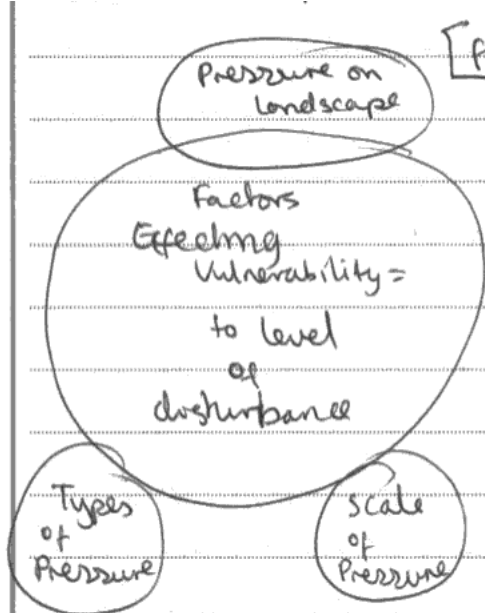 Pressure on
Landscape
Factors
Effecting
Vulnerability =
to level
of
disturbance
Types
of
Pressure
Scale
of
Pressure